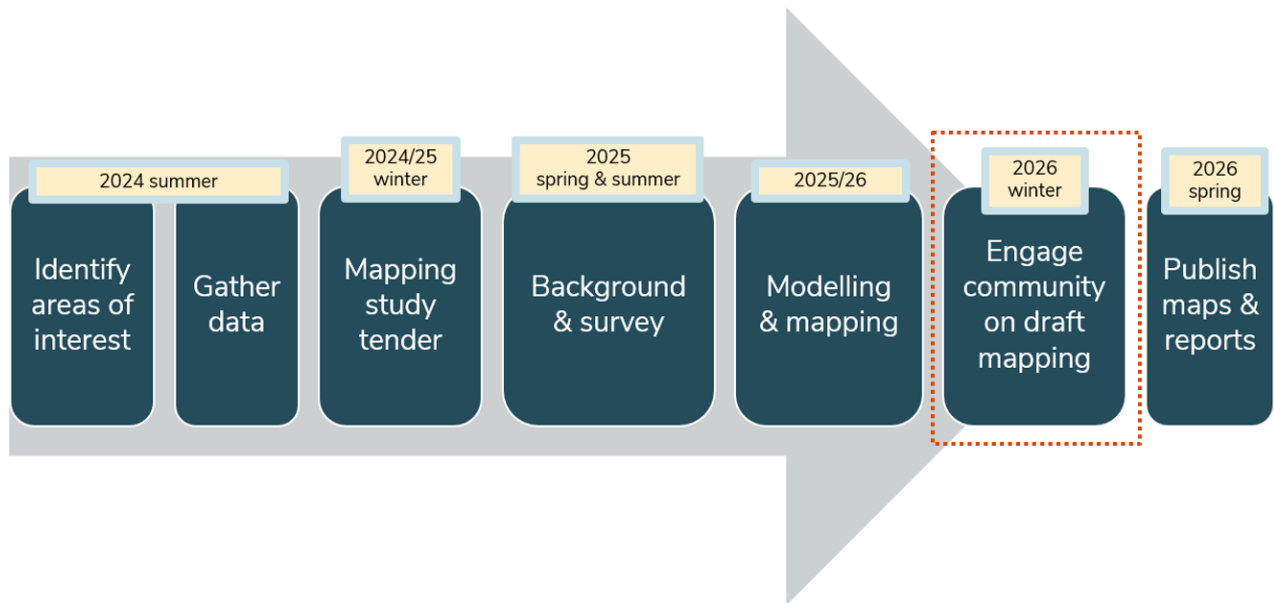 2024 summer
Identify
areas of
interest
Gather
data
2024/25
winter
Mapping
study
tender
2025
spring & summer
Background
& survey
2025/26
Modelling
& mapping
2026
winter
Engage
community
on draft
mapping
2026
spring
Publish
maps &
reports